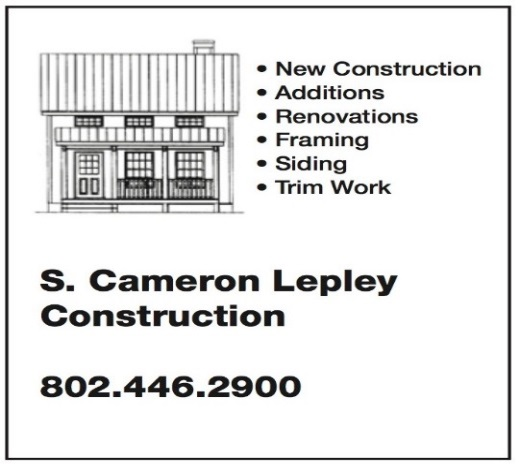 • New Construction
• Additions
• Renovations
• Framing
• Siding
• Trim Work
S. Cameron Lepley
Construction
802.446.2900